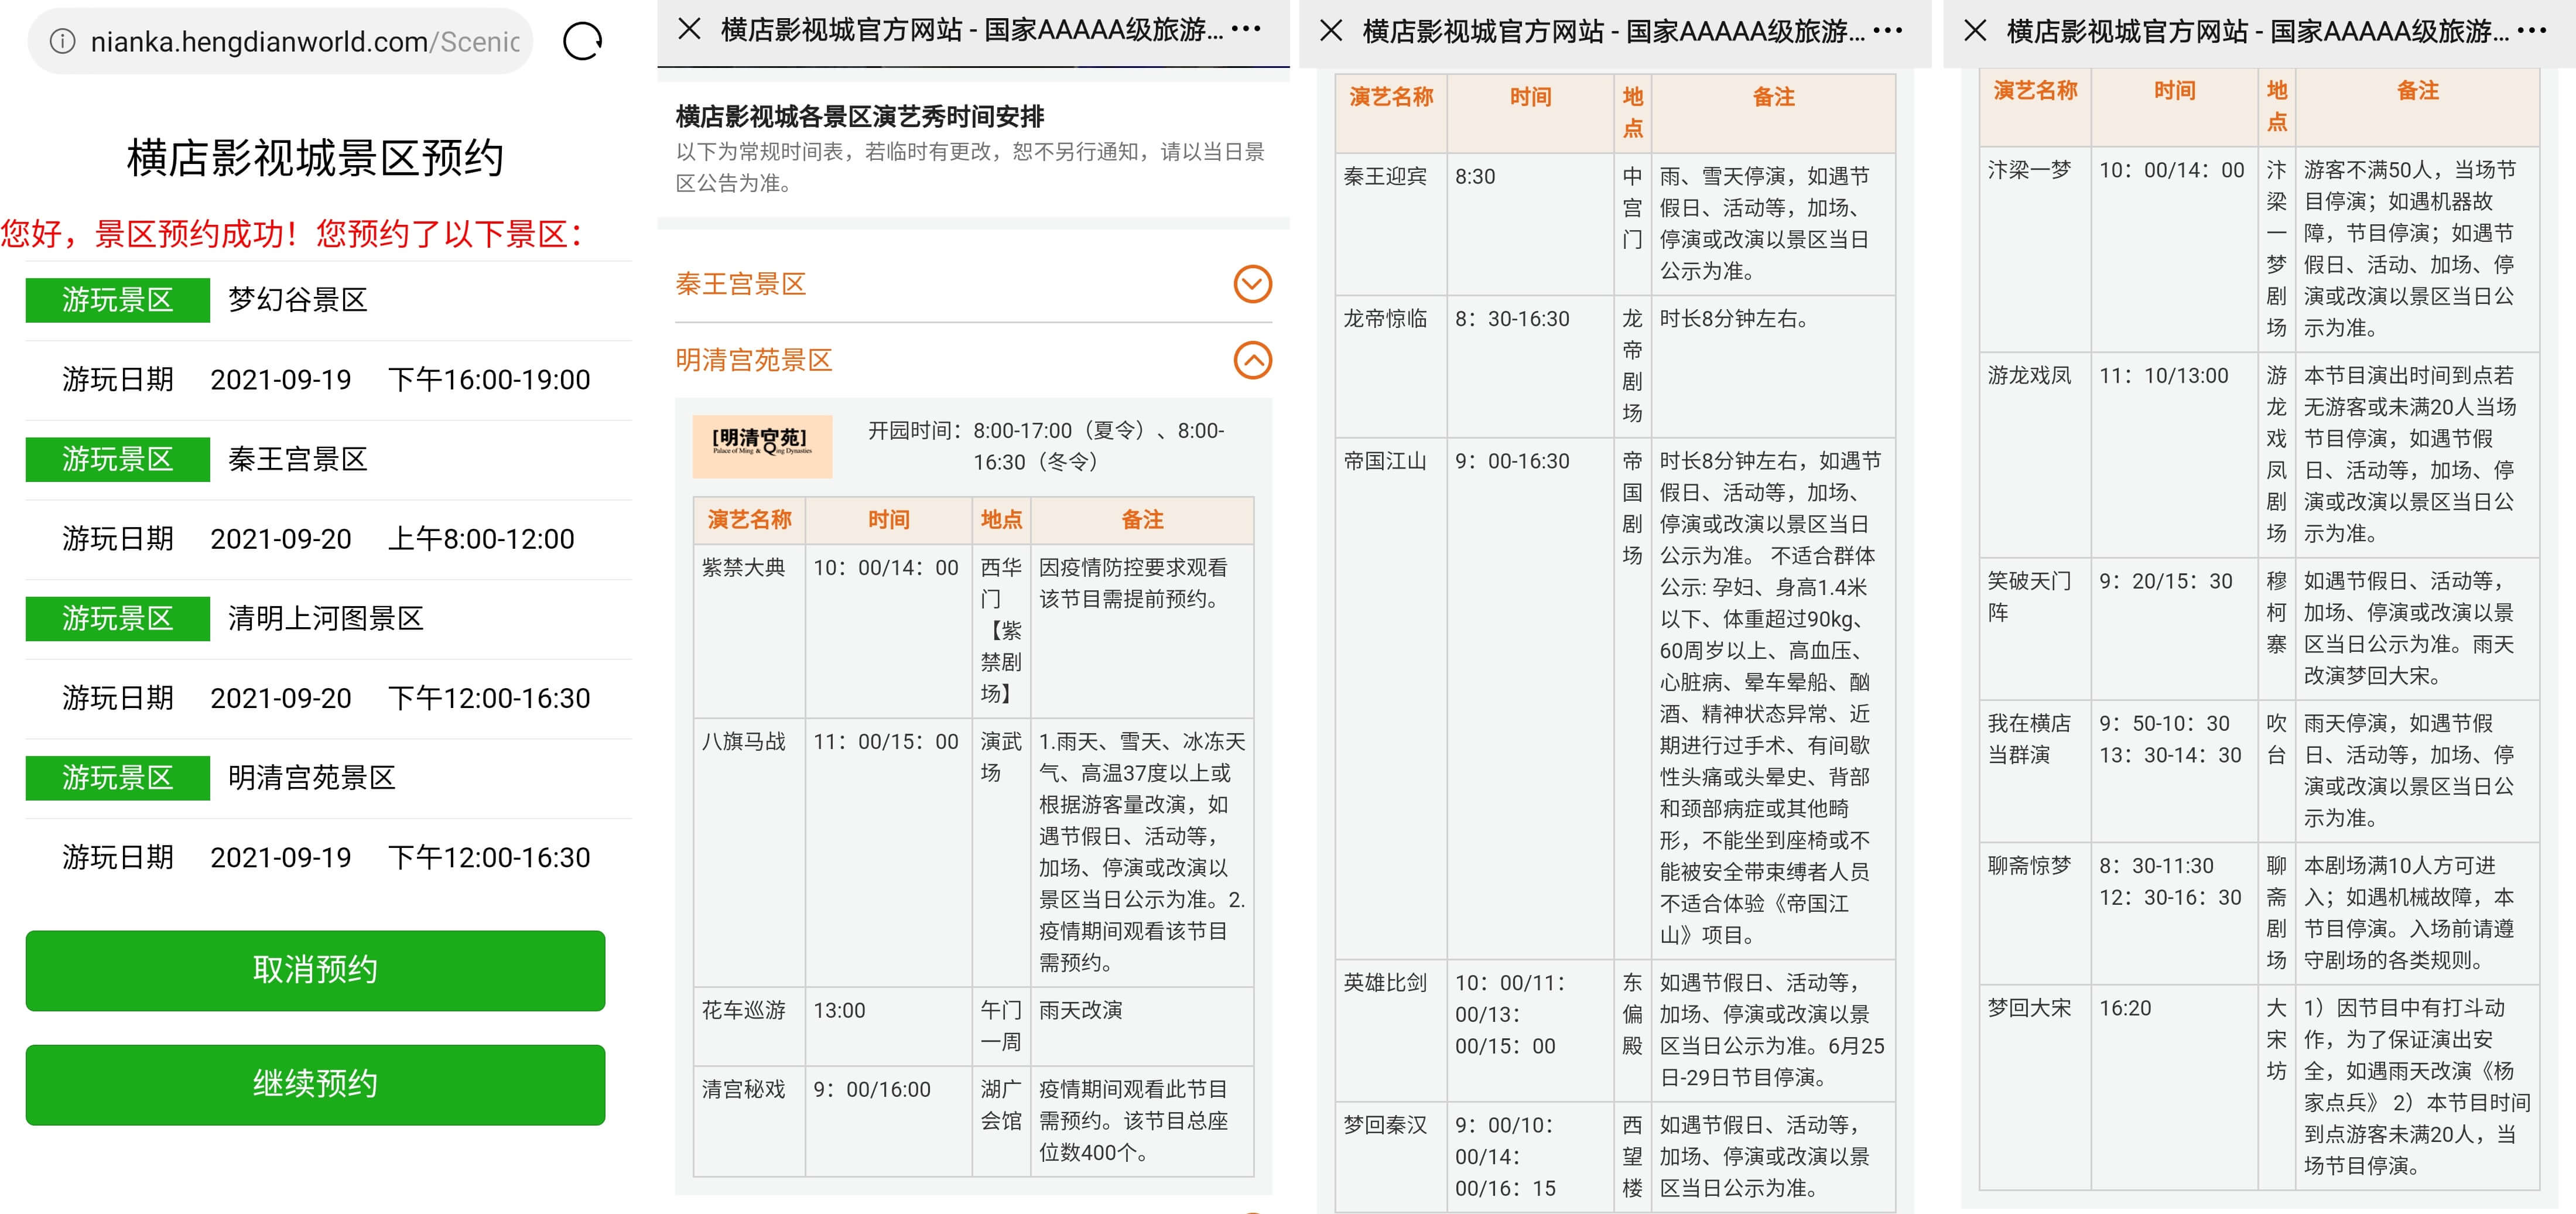 nianka.hengdianworld.com/Scenic
横店影视城景区预约
您好，景区预约成功！您预约了以下景区：
游玩景区 梦幻谷景区
游玩日期 2021-09-19 下午16:00-19:00
游玩景区 秦王宫景区
游玩日期 2021-09-20 上午8:00-12:00
游玩景区 清明上河图景区
游玩日期 2021-09-20 下午12:00-16:30
游玩景区 明清宫苑景区
游玩日期 2021-09-19 下午12:00-16:30
取消预约
继续预约
横店影视城官方网站 - 国家AAAAA级旅游...
横店影视城各景区演艺秀时间安排
以下为常规时间表，若临时有更改，恕不另行通知，请以当日景
区公告为准。
秦王宫景区
明清宫苑景区
[明清宫苑]
Palace of Ming & Qing Dynasties
开园时间：8:00-17:00（夏令）、8:00-
16:30（冬令）
演艺名称 时间 地点 备注
紫禁大典 10：00/14：00
西华
门
【紫
禁剧
场】
因疫情防控要求观看
该节目需提前预约。
八旗马战 11：00/15：00
演武
场
1.雨天、雪天、冰冻天
气、高温37度以上或
根据游客量改演，如
遇节假日、活动等，
加场、停演或改演以
景区当日公示为准。2.
疫情期间观看该节目
需预约。
花车巡游 13:00
午门
一周
雨天改演
清宫秘戏 9：00/16:00
湖广
会馆
疫情期间观看此节目
需预约。该节目总座
位数400个。
横店影视城官方网站 - 国家AAAAA级旅游...
演艺名称 时间
地
点
备注
秦王迎宾 8:30
中
宫
门
雨、雪天停演，如遇节
假日、活动等，加场、
停演或改演以景区当日
公示为准。
龙帝惊临 8：30-16:30
龙
帝
剧
场
时长8分钟左右。
帝国江山 9：00-16:30
帝
国
剧
场
时长8分钟左右，如遇节
假日、活动等，加场、
停演或改演以景区当日
公示为准。 不适合群体
公示: 孕妇、身高1.4米
以下、体重超过90kg、
60周岁以上、高血压、
心脏病、晕车晕船、酗
酒、精神状态异常、近
期进行过手术、有间歇
性头痛或头晕史、背部
和颈部病症或其他畸
形，不能坐到座椅或不
能被安全带束缚者人员
不适合体验《帝国江
山》项目。
英雄比剑
10：00/11：
00/13：
00/15：00
东
偏
殿
如遇节假日、活动等，
加场、停演或改演以景
区当日公示为准。6月25
日-29日节目停演。
梦回秦汉
9：00/10：
00/14：
00/16：15
西
望
楼
如遇节假日、活动等，
加场、停演或改演以景
区当日公示为准。
横店影视城官方网站 - 国家AAAAA级旅游...
演艺名称 时间
地
点
备注
汴梁一梦 10：00/14：00
汴
梁
一
梦
剧
场
游客不满50人，当场节
目停演；如遇机器故
障，节目停演；如遇节
假日、活动、加场、停
演或改演以景区当日公
示为准。
游龙戏凤 11：10/13:00
游
龙
戏
凤
剧
场
本节目演出时间到点若
无游客或未满20人当场
节目停演，如遇节假
日、活动等，加场、停
演或改演以景区当日公
示为准。
笑破天门
阵
9：20/15：30
穆
柯
寨
如遇节假日、活动等，
加场、停演或改演以景
区当日公示为准。雨天
改演梦回大宋。
我在横店
当群演
9：50-10：30
13：30-14：30
吹
台
雨天停演，如遇节假
日、活动等，加场、停
演或改演以景区当日公
示为准。
聊斋惊梦
8：30-11:30
12：30-16：30
聊
斋
剧
场
本剧场满10人方可进
入；如遇机械故障，本
节目停演。入场前请遵
守剧场的各类规则。
梦回大宋 16:20
大
宋
坊
1）因节目中有打斗动
作，为了保证演出安
全，如遇雨天改演《杨
家点兵》 2）本节目时间
到点游客未满20人，当
场节目停演。